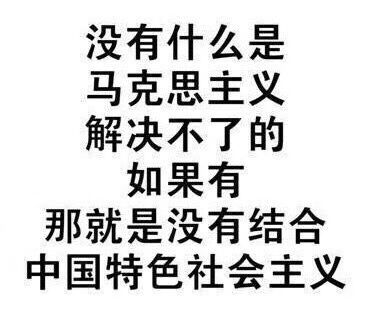 没有什么是
马克思主义
解决不了的
如果有
那就是没有结合
中国特色社会主义